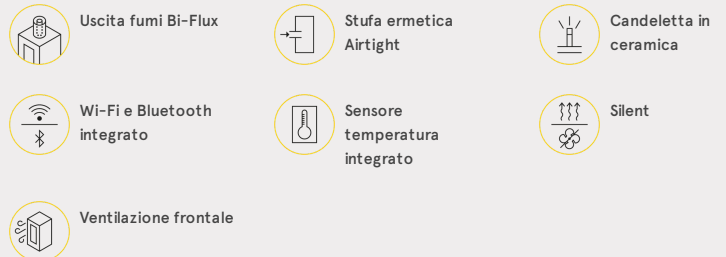 Uscita fumi Bi-Flux
Stufa ermetica
Airtight
Candeletta in
ceramica
Wi-Fi e Bluetooth
integrato
Sensore
temperatura
integrato
Silent
Ventilazione frontale